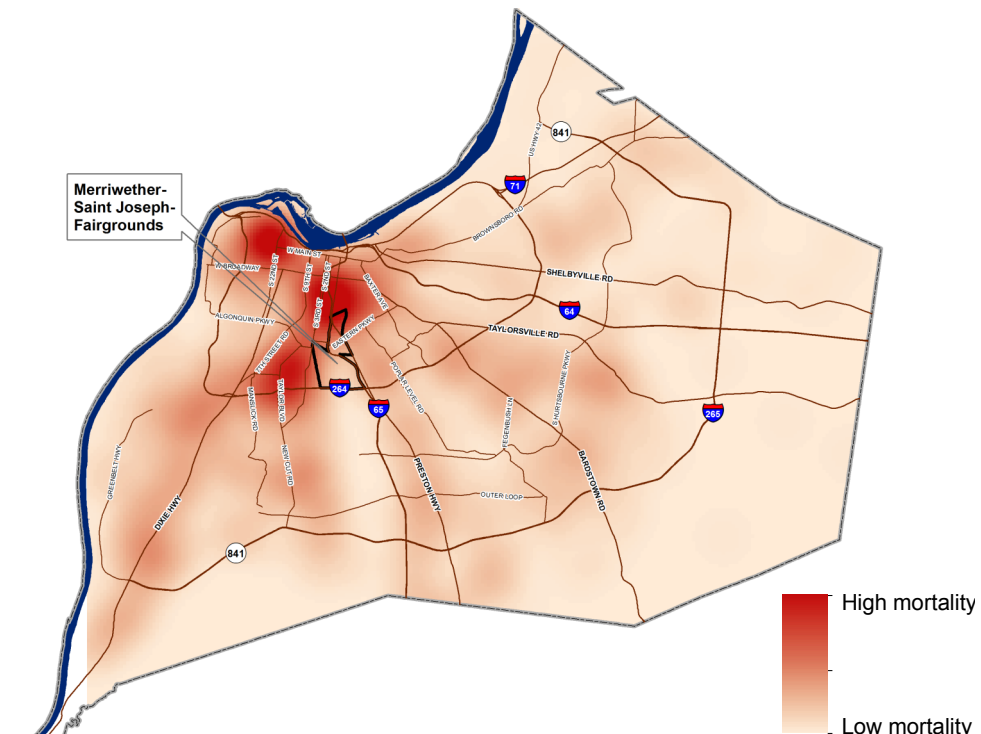 841
US HWY 42
71
Merriwether-
Saint Joseph-
Fairgrounds
BROWNSBORO RD
W MAIN ST
W BROADWAY
S 22ND ST
S 9TH ST
S 2ND ST
SHELBYVILLE RD
BAXTER AVE
S 3RD ST
64
ALGONQUIN PKWY
EASTERN PKWY
TAYLORSVILLE RD
7TH STREET RD
POPLAR LEVEL RD
S HURTSBOURNE PKWY
264
MANSLICK RD
TAYLOR BLVD
65
265
FEGENBUSH LN
GREENBELT HWY
NEW CUT RD
PRESTON HWY
BARDSTOWN RD
DIXIE HWY
OUTER LOOP
841
High mortality
Low mortality